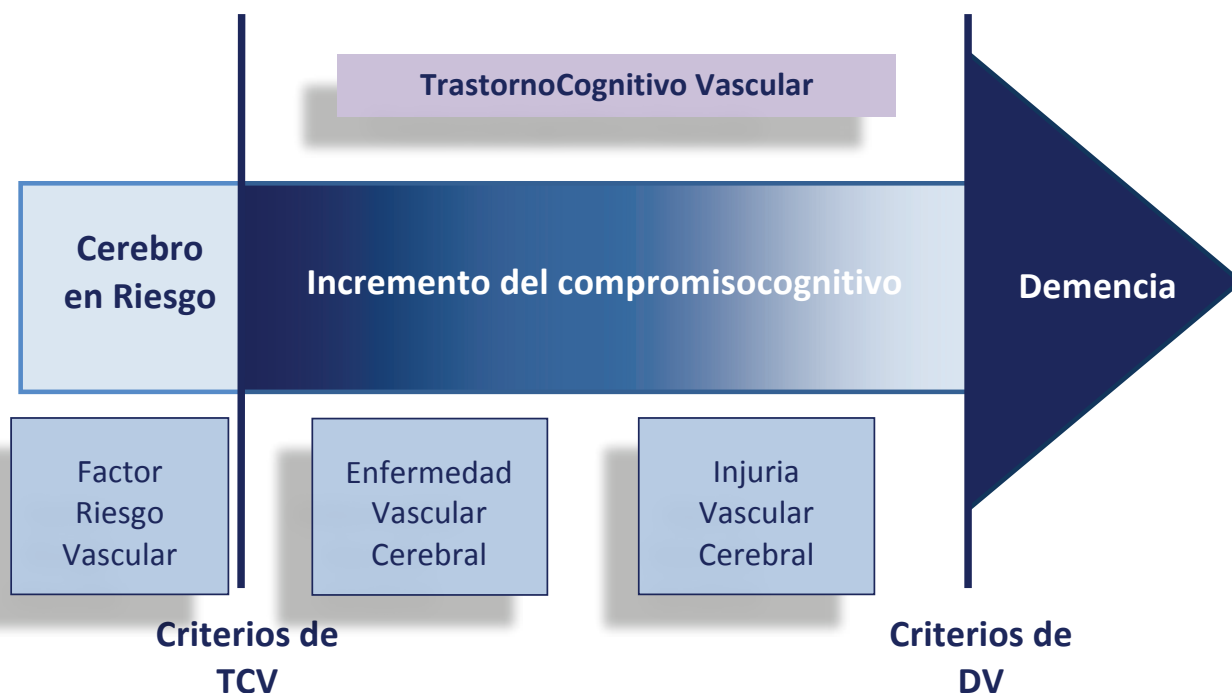 TrastornoCognitivo Vascular
Cerebro
en Riesgo
Incremento del compromisocognitivo
Demencia
Factor
Riesgo
Vascular
Enfermedad
Vascular
Cerebral
Injuria
Vascular
Cerebral
Criterios de
TCV
Criterios de
DV